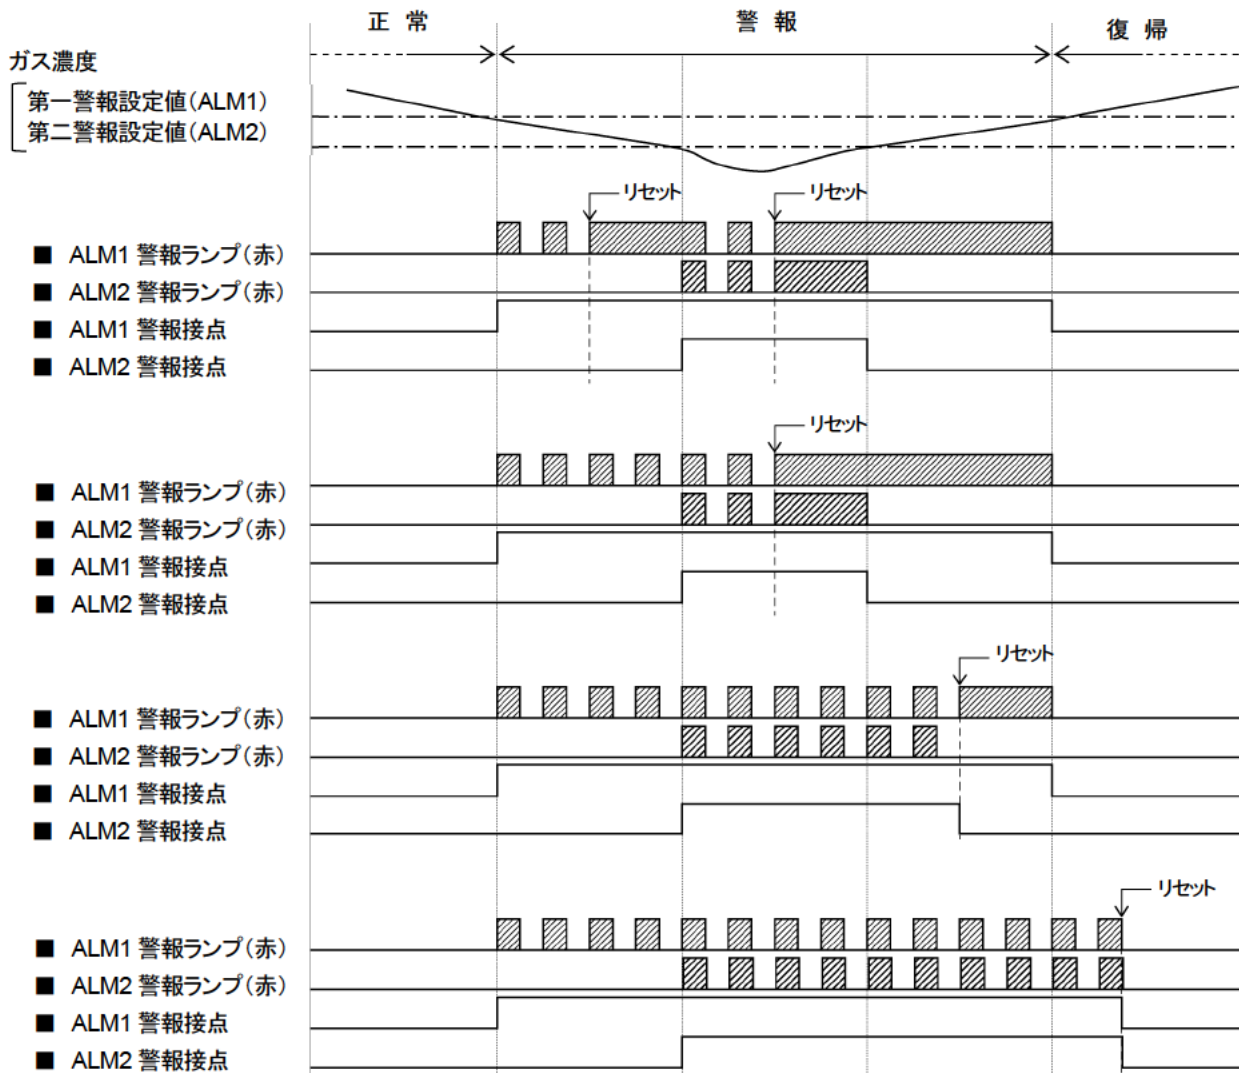 正 常
警 報
復 帰
ガス濃度
第一警報設定値(ALM1)
第二警報設定値(ALM2)
リセット
リセット
■ ALM1 警報ランプ(赤)
■ ALM2 警報ランプ(赤)
■ ALM1 警報接点
■ ALM2 警報接点
リセット
■ ALM1 警報ランプ(赤)
■ ALM2 警報ランプ(赤)
■ ALM1 警報接点
■ ALM2 警報接点
リセット
■ ALM1 警報ランプ(赤)
■ ALM2 警報ランプ(赤)
■ ALM1 警報接点
■ ALM2 警報接点
リセット
■ ALM1 警報ランプ(赤)
■ ALM2 警報ランプ(赤)
■ ALM1 警報接点
■ ALM2 警報接点